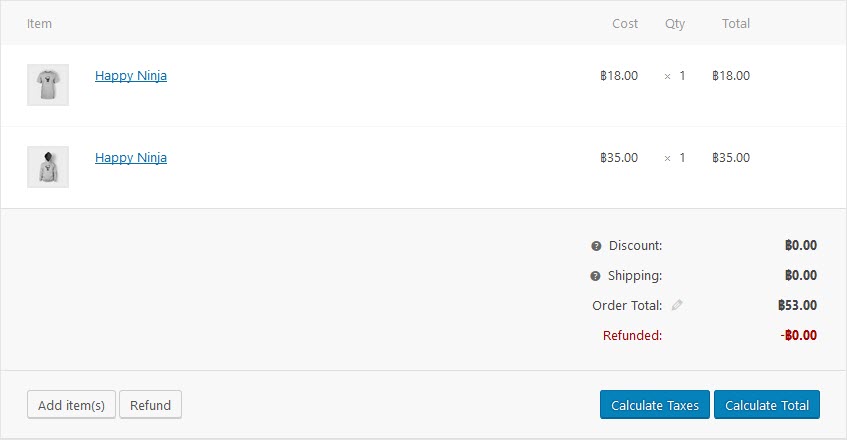 Item Cost Qty Total
Happy Ninja ฿18.00 × 1 ฿18.00
Happy Ninja ฿35.00 × 1 ฿35.00
? Discount: ฿0.00
? Shipping: ฿0.00
Order Total: ฿53.00
Refunded: -฿0.00
Add item(s) Refund Calculate Taxes Calculate Total